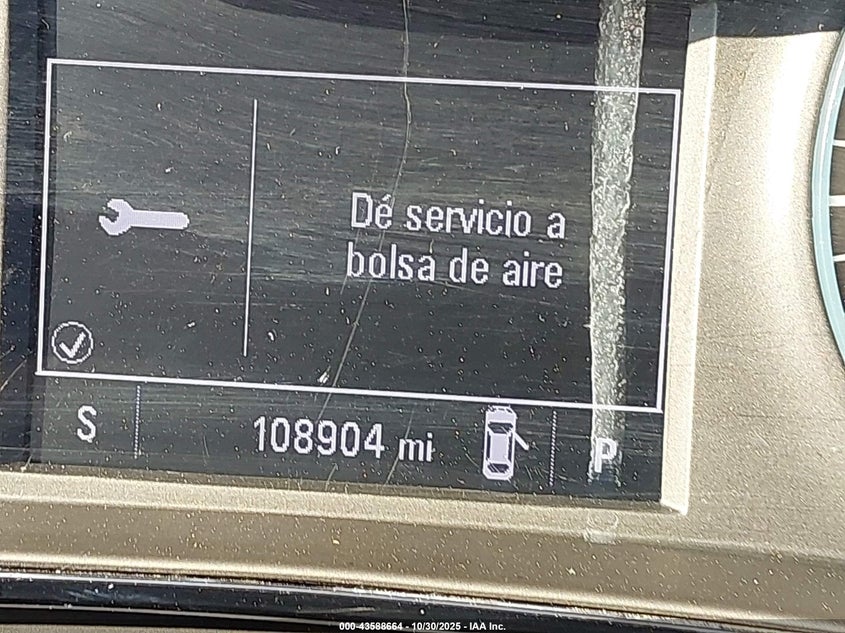 Dé servicio a
bolsa de aire
S
108904 mi
P
000-43588664 - 10/30/2025 - IAA Inc.